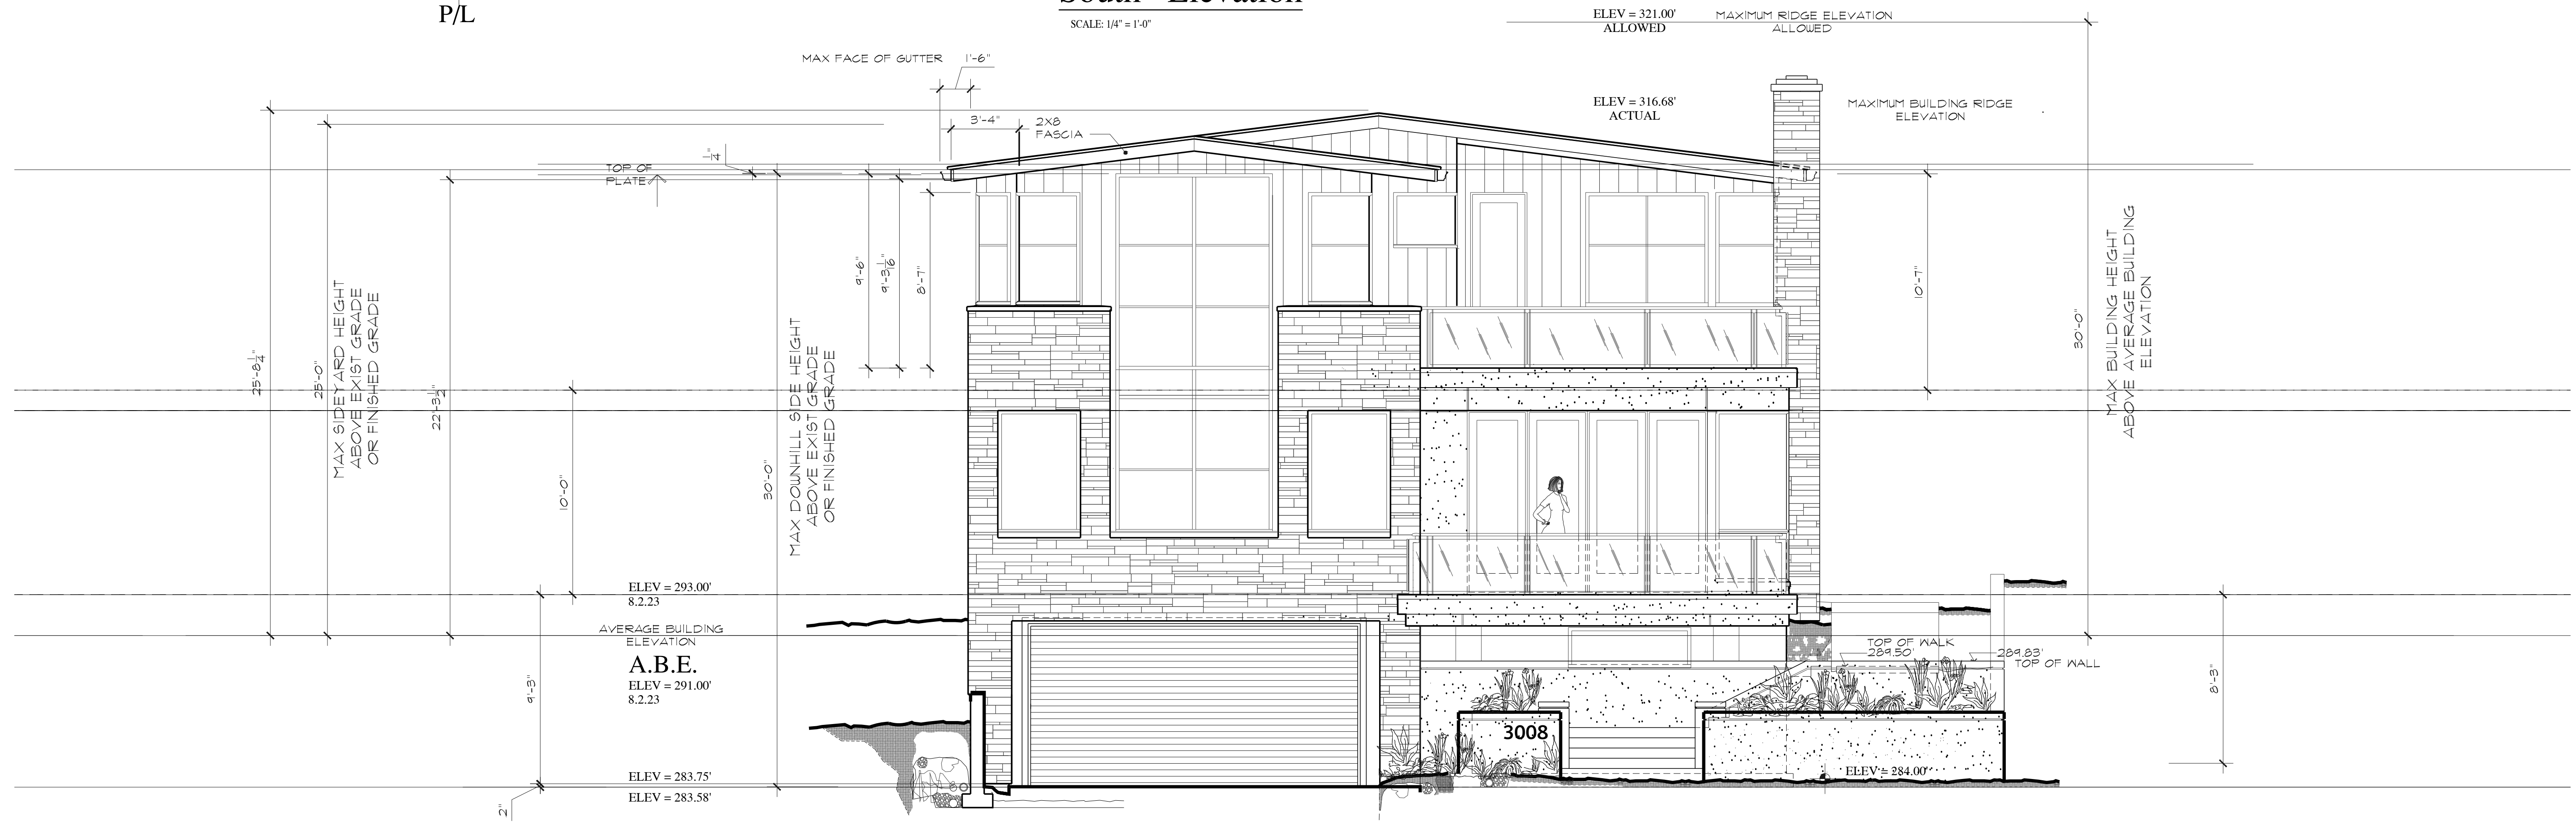 P/L
South Elevation
SCALE: 1/4" = 1'-0"
ELEV = 321.00'
ALLOWED
MAXIMUM RIDGE ELEVATION
ALLOWED
MAX FACE OF GUTTER
1'-6"
3'-4"
2X8
FASCIA
ELEV = 316.68'
ACTUAL
MAXIMUM BUILDING RIDGE
ELEVATION
TOP OF
PLATE
1/4"
25'-8 1/4"
25'-0"
MAX SIDEYARD HEIGHT
ABOVE EXIST GRADE
OR FINISHED GRADE
22'-3 1/2"
10'-0"
30'-0"
MAX DOWNHILL SIDE HEIGHT
ABOVE EXIST GRADE
OR FINISHED GRADE
9'-6"
9'-3 1/16"
8'-7"
10'-7"
30'-0"
MAX BUILDING HEIGHT
ABOVE AVERAGE BUILDING
ELEVATION
ELEV = 293.00'
8.2.23
AVERAGE BUILDING
ELEVATION
A.B.E.
ELEV = 291.00'
8.2.23
9'-3"
ELEV = 283.75'
ELEV = 283.58'
2"
3008
TOP OF WALK
289.50'
289.83'
TOP OF WALL
ELEV = 284.00'
8'-3"